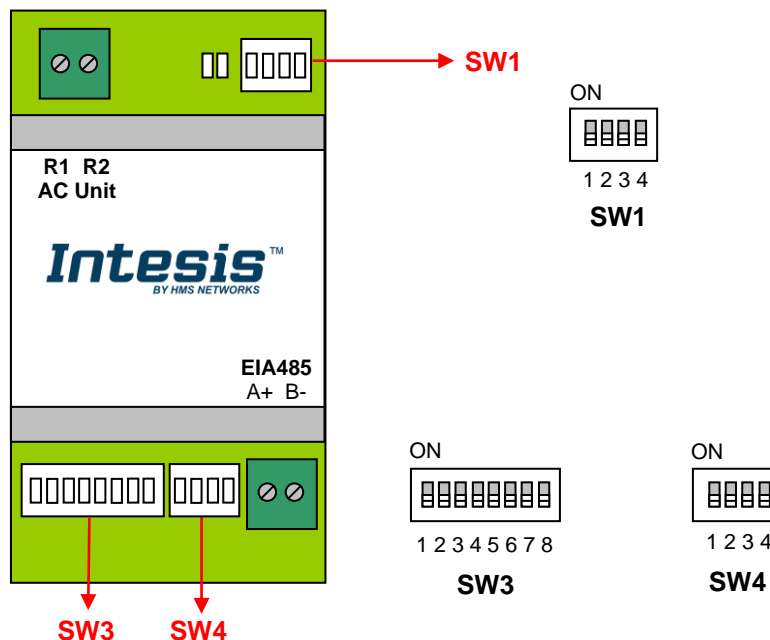 SW1
ON
1 2 3 4
SW1
R1 R2
AC Unit
Intesis™
BY HMS NETWORKS
EIA485
A+ B-
ON
1 2 3 4 5 6 7 8
SW3
ON
1 2 3 4
SW4
SW3 SW4